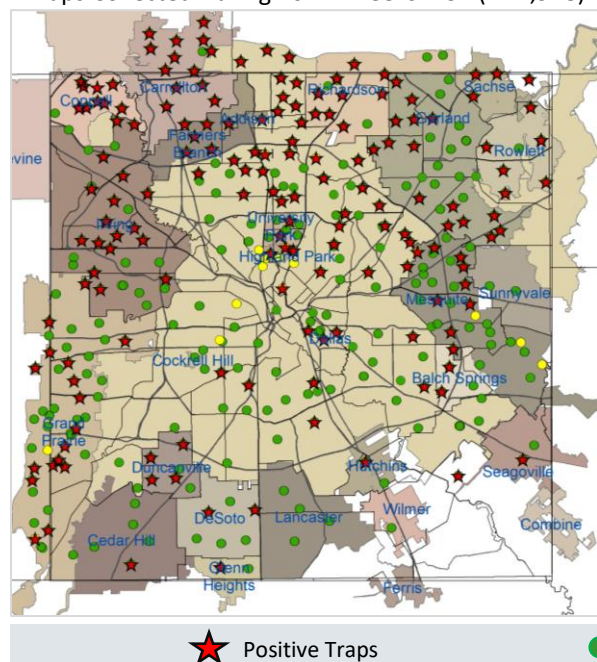 Coppell
Carrollton
Addison
Richardson
Sachse
Farmers
Branch
Garland
Rowlett
Irving
University
Park
Highland Park
Mesquite
Sunnyvale
Dallas
Cockrell Hill
Balch Springs
Grand
Prairie
Duncanville
Hutchins
Seagoville
DeSoto
Lancaster
Wilmer
Combine
Cedar Hill
Glenn
Heights
Ferris
Positive Traps